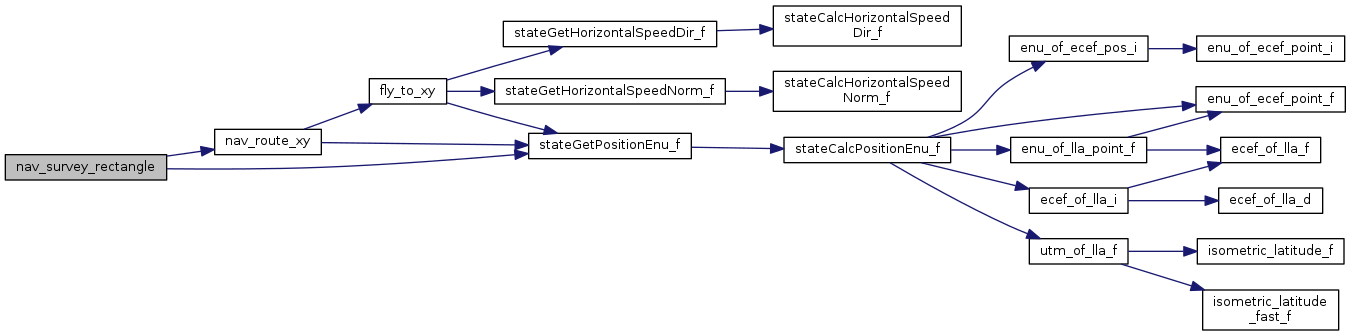 nav_survey_rectangle
nav_route_xy
fly_to_xy
stateGetHorizontalSpeedDir_f
stateCalcHorizontalSpeed
Dir_f
stateGetHorizontalSpeedNorm_f
stateCalcHorizontalSpeed
Norm_f
stateGetPositionEnu_f
stateCalcPositionEnu_f
enu_of_ecef_pos_i
enu_of_ecef_point_i
enu_of_ecef_point_f
enu_of_lla_point_f
ecef_of_lla_f
ecef_of_lla_i
ecef_of_lla_d
utm_of_lla_f
isometric_latitude_f
isometric_latitude
_fast_f